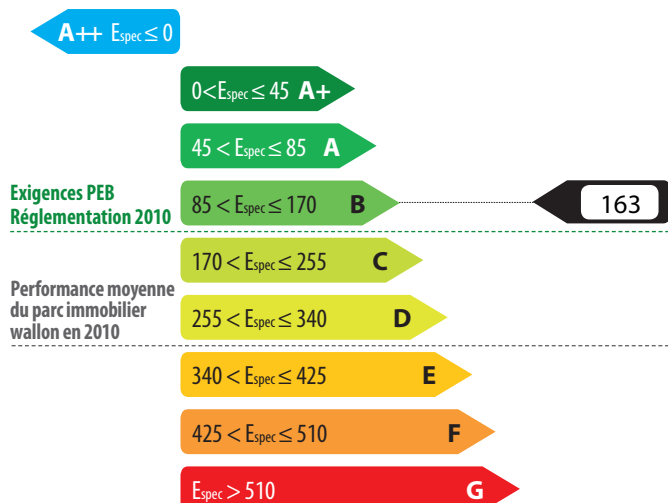 A++ Espec ≤ 0
0<Espec ≤ 45 A+
45 < Espec ≤ 85 A
Exigences PEB
Réglementation 2010
85 < Espec ≤ 170 B
163
170 < Espec ≤ 255 C
Performance moyenne
du parc immobilier
wallon en 2010
255 < Espec ≤ 340 D
340 < Espec ≤ 425 E
425 < Espec ≤ 510 F
Espec > 510 G